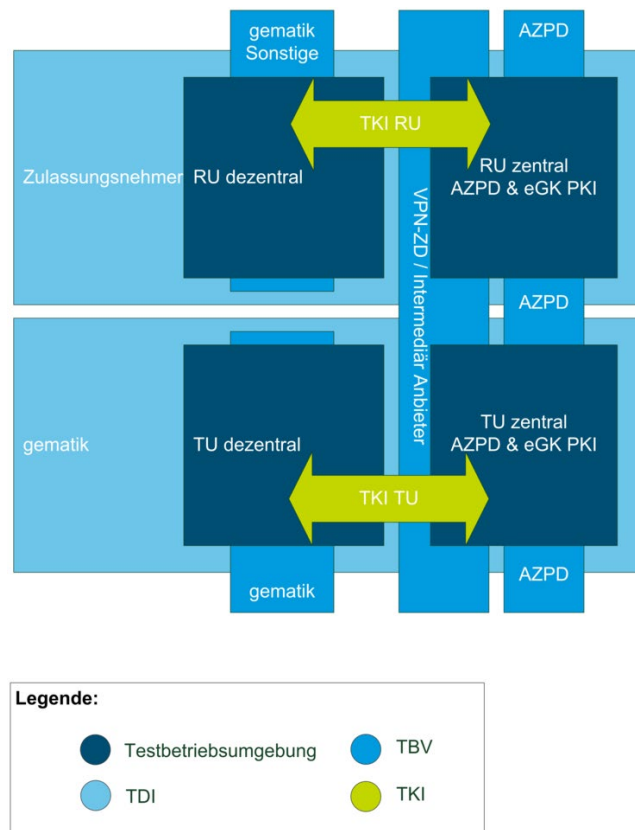 gematik
Sonstige
AZPD
TKI RU
Zulassungsnehmer
RU dezentral
RU zentral
AZPD & eGK PKI
VPN-ZD / Intermediär Anbieter
AZPD
gematik
TU dezentral
TU zentral
AZPD & eGK PKI
TKI TU
gematik
AZPD
Legende:
Testbetriebsumgebung
TBV
TDI
TKI